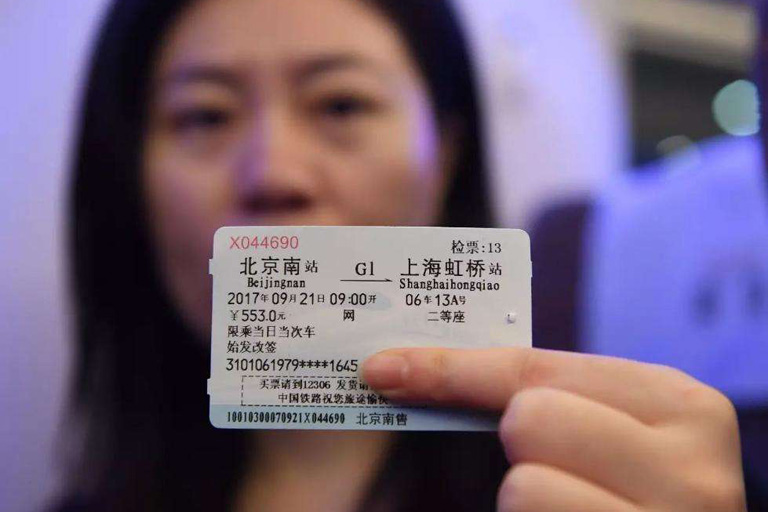 X044690 检票:13
北京南站 G1 上海虹桥站
Beijingnan Shanghaihongqiao
2017年09月21日 09:00开 06车13A号
￥553.0元 网 二等座
限乘当日当次车
始发改签
3101061979****1645
买票请到12306 发货请
中国铁路祝您旅途愉快
10010300070921X044690 北京南售